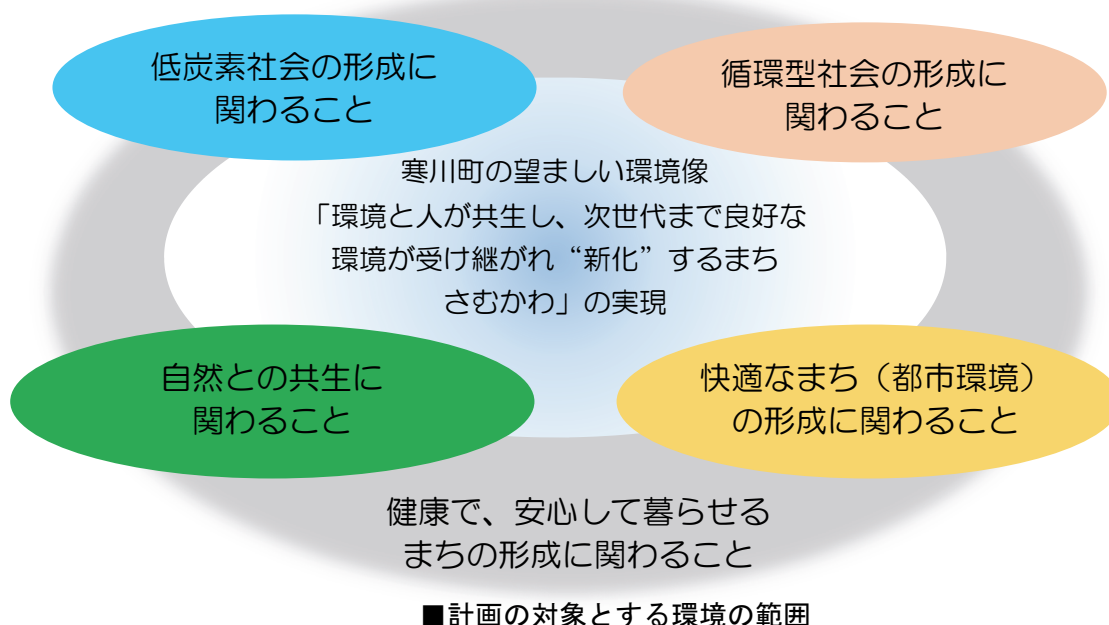 低炭素社会の形成に
関わること
循環型社会の形成に
関わること
寒川町の望ましい環境像
「環境と人が共生し、次世代まで良好な
環境が受け継がれ“新化”するまち
さむかわ」の実現
自然との共生に
関わること
快適なまち（都市環境）
の形成に関わること
健康で、安心して暮らせる
まちの形成に関わること
■計画の対象とする環境の範囲